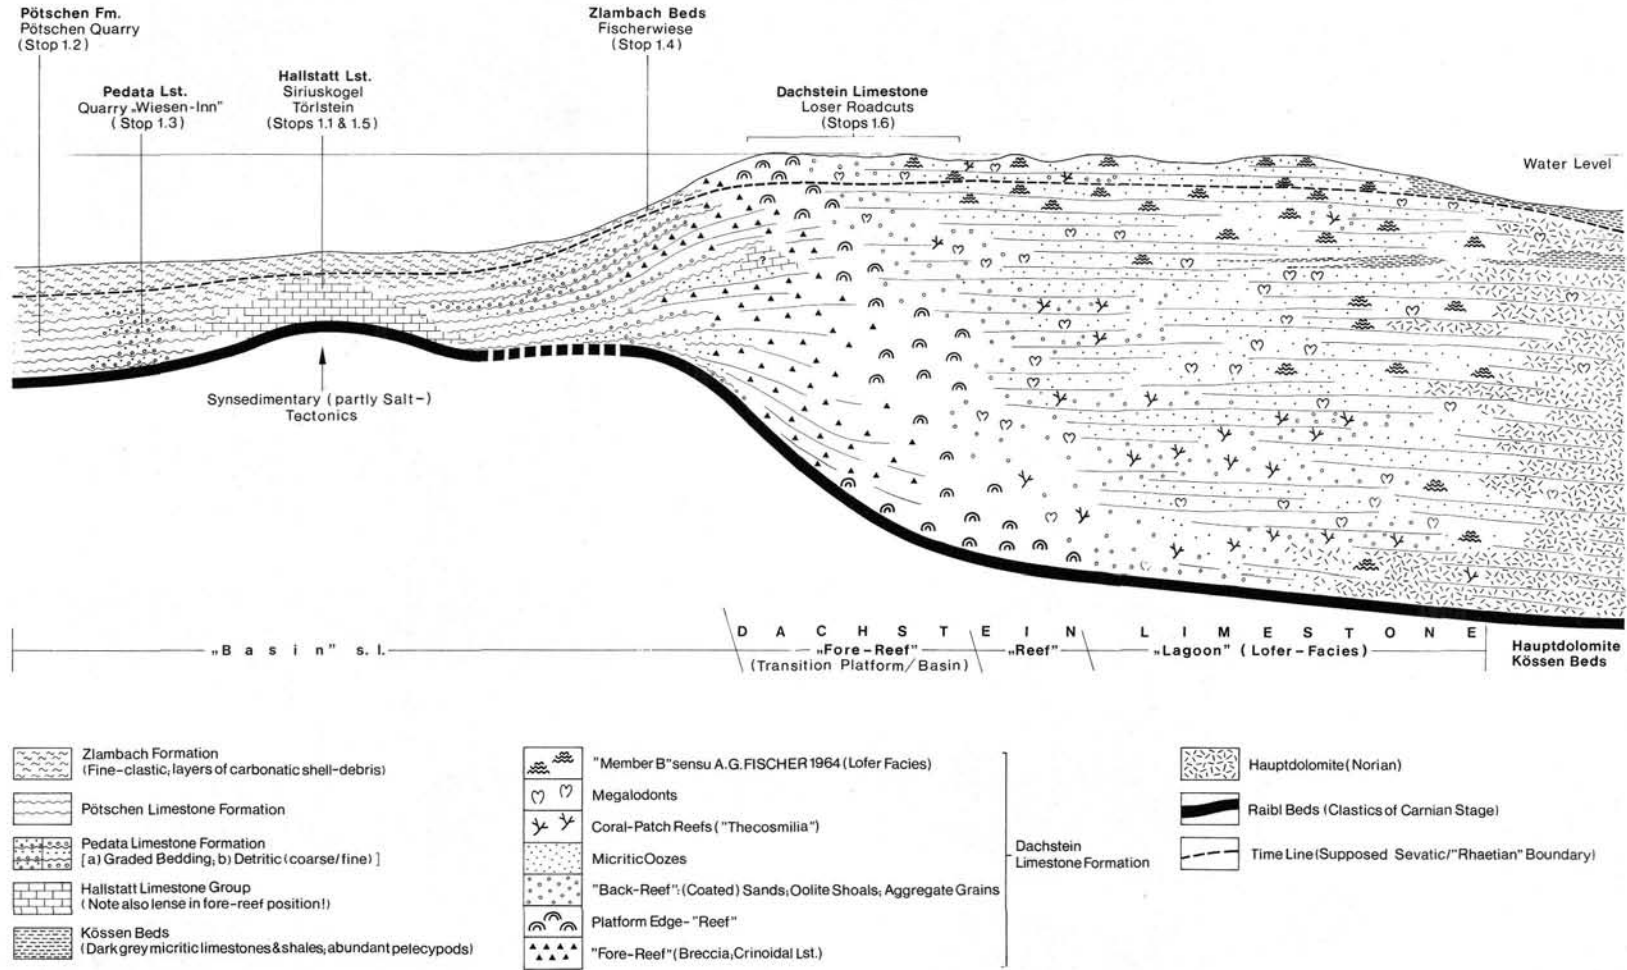 Pötschen Fm.
Pötschen Quarry
(Stop 1.2)
Pedata Lst.
Quarry „Wiesen-Inn"
(Stop 1.3)
Hallstatt Lst.
Siriuskogel
Törlstein
(Stops 1.1 & 1.5)
Zlambach Beds
Fischerwiese
(Stop 1.4)
Dachstein Limestone
Loser Roadcuts
(Stops 1.6)
Water Level
?
Synsedimentary (partly Salt-)
Tectonics
DACHSTEIN LIMESTONE
„Basin" s.l.
„Fore-Reef"
(Transition Platform/Basin)
„Reef"
„Lagoon" (Lofer-Facies)
Hauptdolomite
Kössen Beds
Zlambach Formation
(Fine-clastic, layers of carbonatic shell-debris)
Pötschen Limestone Formation
Pedata Limestone Formation
[a) Graded Bedding; b) Detritic (coarse/fine)]
Hallstatt Limestone Group
(Note also lense in fore-reef position!)
Kössen Beds
(Dark grey micritic limestones & shales, abundant pelecypods)
"Member B" sensu A.G. FISCHER 1964 (Lofer Facies)
Megalodonts
Coral-Patch Reefs ("Thecosmilia")
Micritic Oozes
"Back-Reef": (Coated) Sands; Oolite Shoals; Aggregate Grains
Platform Edge-"Reef"
"Fore-Reef" (Breccia, Crinoidal Lst.)
Dachstein
Limestone Formation
Hauptdolomite (Norian)
Raibl Beds (Clastics of Carnian Stage)
Time Line (Supposed Sevatic/"Rhaetian" Boundary)